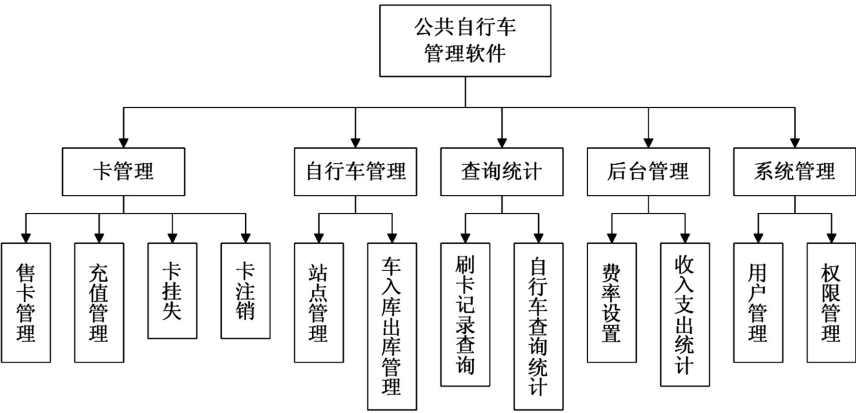 公共自行车
管理软件
卡管理
自行车管理
查询统计
后台管理
系统管理
售卡管理
充值管理
卡挂失
卡注销
站点管理
车入库出库管理
刷卡记录查询
自行车查询统计
费率设置
收入支出统计
用户管理
权限管理